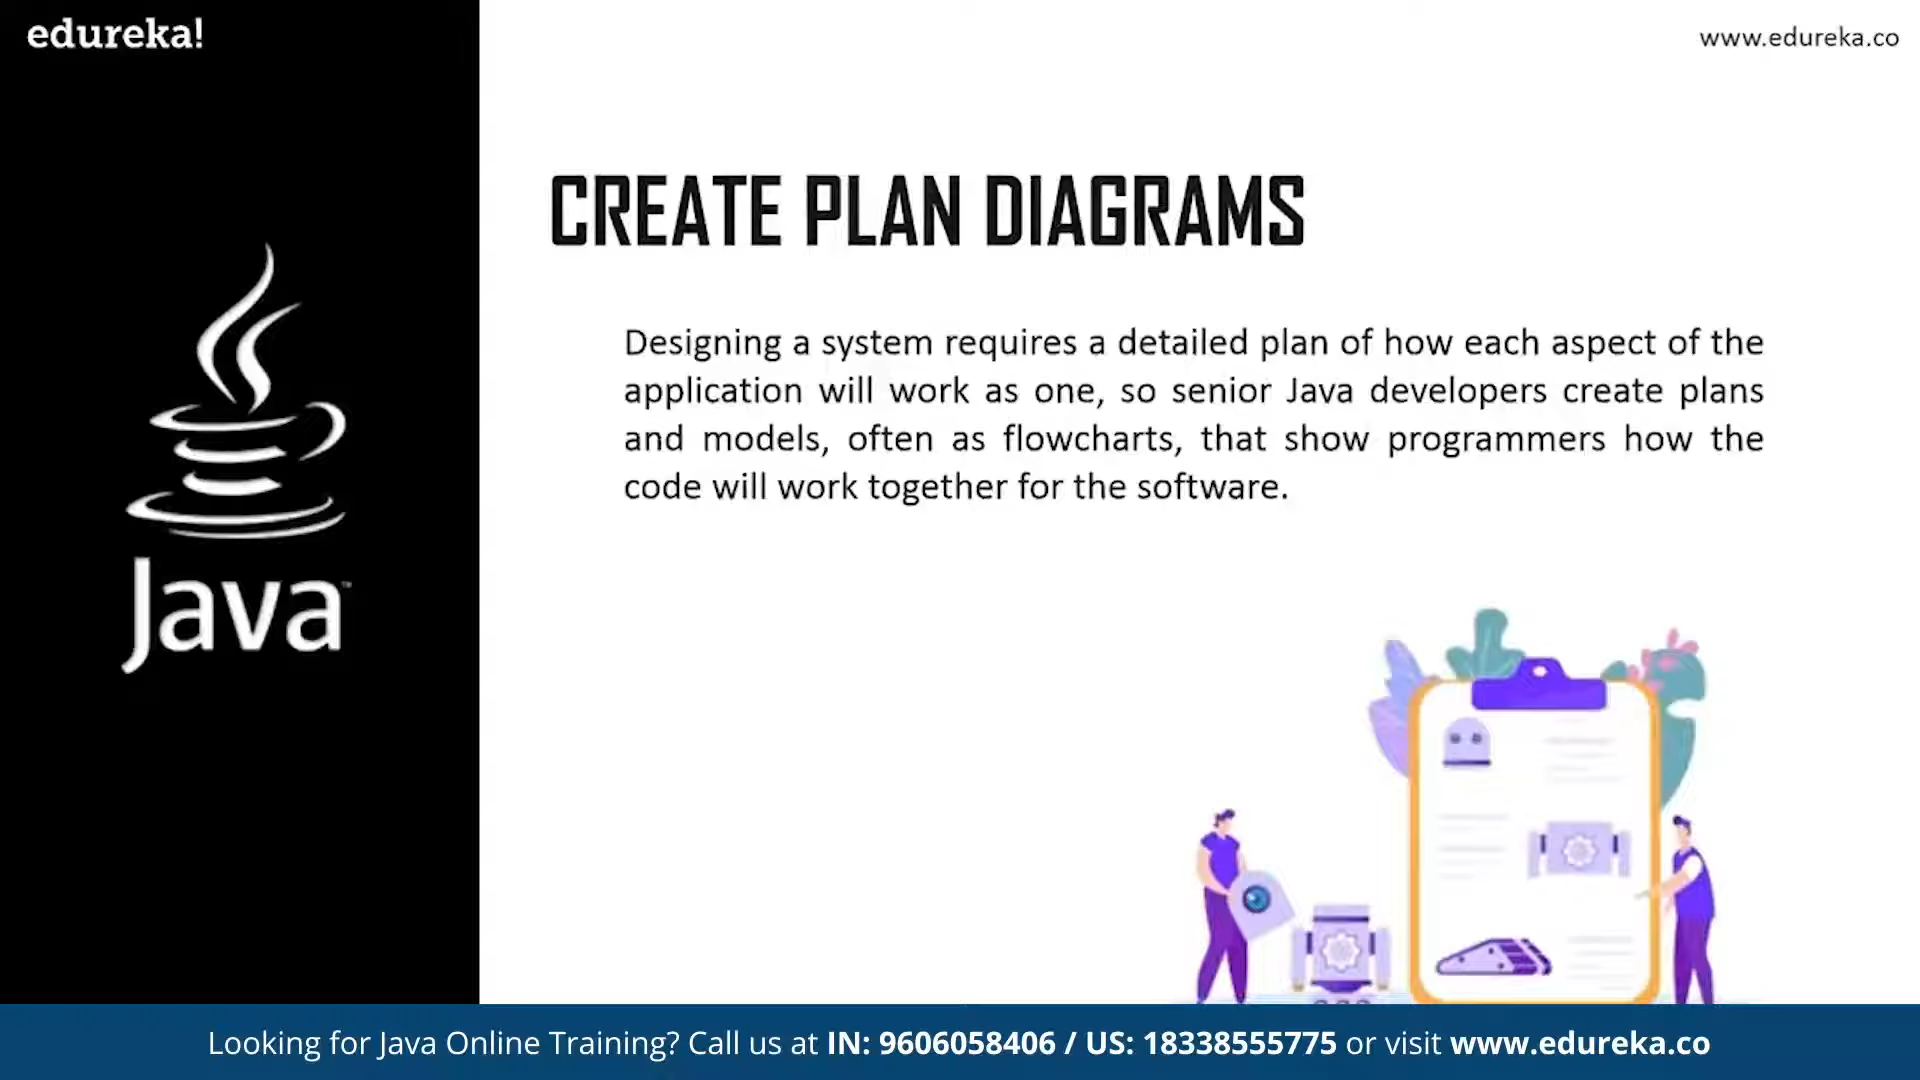 edureka!
www.edureka.co
CREATE PLAN DIAGRAMS
Designing a system requires a detailed plan of how each aspect of the
application will work as one, so senior Java developers create plans
and models, often as flowcharts, that show programmers how the
code will work together for the software.
Java™
Looking for Java Online Training? Call us at IN: 9606058406 / US: 18338555775 or visit www.edureka.co